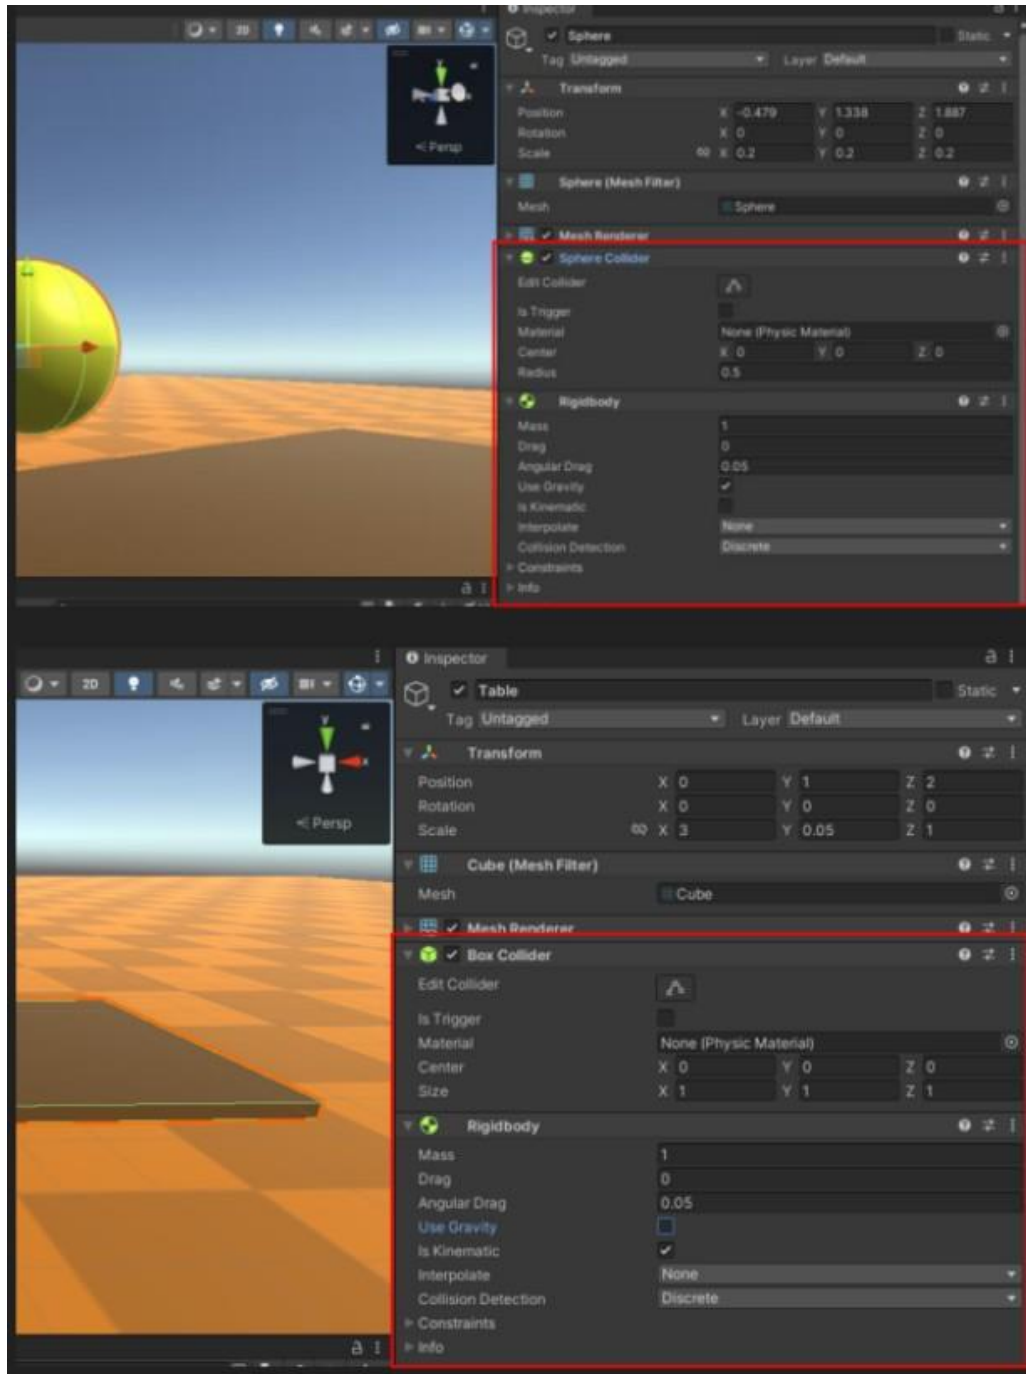 Inspector
2D
Sphere
Static
Tag Untagged Layer Default
Transform
Position X -0.479 Y 1.338 Z 1.887
Rotation X 0 Y 0 Z 0
Scale X 0.2 Y 0.2 Z 0.2
Persp
Sphere (Mesh Filter)
Mesh Sphere
Mesh Renderer
Sphere Collider
Edit Collider
Is Trigger
Material None (Physic Material)
Center X 0 Y 0 Z 0
Radius 0.5
Rigidbody
Mass 1
Drag 0
Angular Drag 0.05
Use Gravity
Is Kinematic
Interpolate None
Collision Detection Discrete
Constraints
Info
Inspector
2D
Table
Static
Tag Untagged Layer Default
y
x
Persp
Transform
Position X 0 Y 1 Z 2
Rotation X 0 Y 0 Z 0
Scale X 3 Y 0.05 Z 1
Cube (Mesh Filter)
Mesh Cube
Mesh Renderer
Box Collider
Edit Collider
Is Trigger
Material None (Physic Material)
Center X 0 Y 0 Z 0
Size X 1 Y 1 Z 1
Rigidbody
Mass 1
Drag 0
Angular Drag 0.05
Use Gravity
Is Kinematic
Interpolate None
Collision Detection Discrete
Constraints
Info